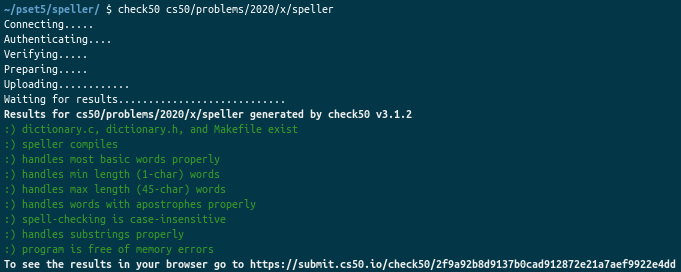 ~/pset5/speller/ $ check50 cs50/problems/2020/x/speller
Connecting.....
Authenticating....
Verifying.....
Preparing.....
Uploading............
Waiting for results............................
Results for cs50/problems/2020/x/speller generated by check50 v3.1.2
:) dictionary.c, dictionary.h, and Makefile exist
:) speller compiles
:) handles most basic words properly
:) handles min length (1-char) words
:) handles max length (45-char) words
:) handles words with apostrophes properly
:) spell-checking is case-insensitive
:) handles substrings properly
:) program is free of memory errors
To see the results in your browser go to https://submit.cs50.io/check50/2f9a92b8d9137b0cad912872e21a7aef9922e4dd